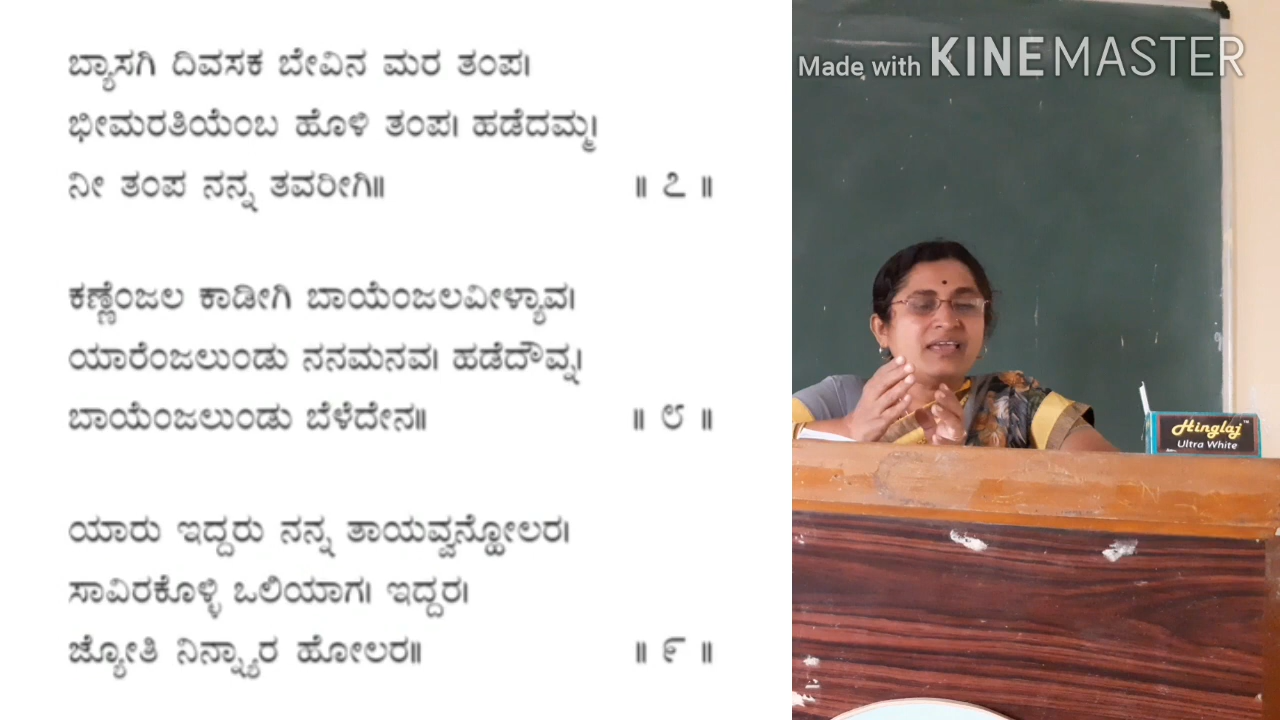 ಬ್ಯಾಸಗಿ ದಿವಸಕ ಬೇವಿನ ಮರ ತಂಪ।
ಭೀಮರತಿಯೆಂಬ ಹೊಳಿ ತಂಪ। ಹಡೆದಮ್ಮ।
ನೀ ತಂಪ ನನ್ನ ತವರೀಗಿ॥ ॥ ೭ ॥
ಕಣ್ಣೆಂಜಲ ಕಾಡೀಗಿ ಬಾಯೆಂಜಲವೀಳ್ಯಾವ।
ಯಾರೆಂಜಲುಂಡು ನನಮನವ। ಹಡೆದೌವ್ನ।
ಬಾಯೆಂಜಲುಂಡು ಬೆಳೆದೇನ॥ ॥ ೮ ॥
ಯಾರು ಇದ್ದರು ನನ್ನ ತಾಯವ್ವನ್ಹೋಲರ।
ಸಾವಿರಕೊಳ್ಳಿ ಒಲಿಯಾಗ। ಇದ್ದರ।
ಜ್ಯೋತಿ ನಿನ್ನ್ಯಾರ ಹೋಲರ॥ ॥ ೯ ॥
Made with KINEMASTER
Hinglaj™
Ultra White